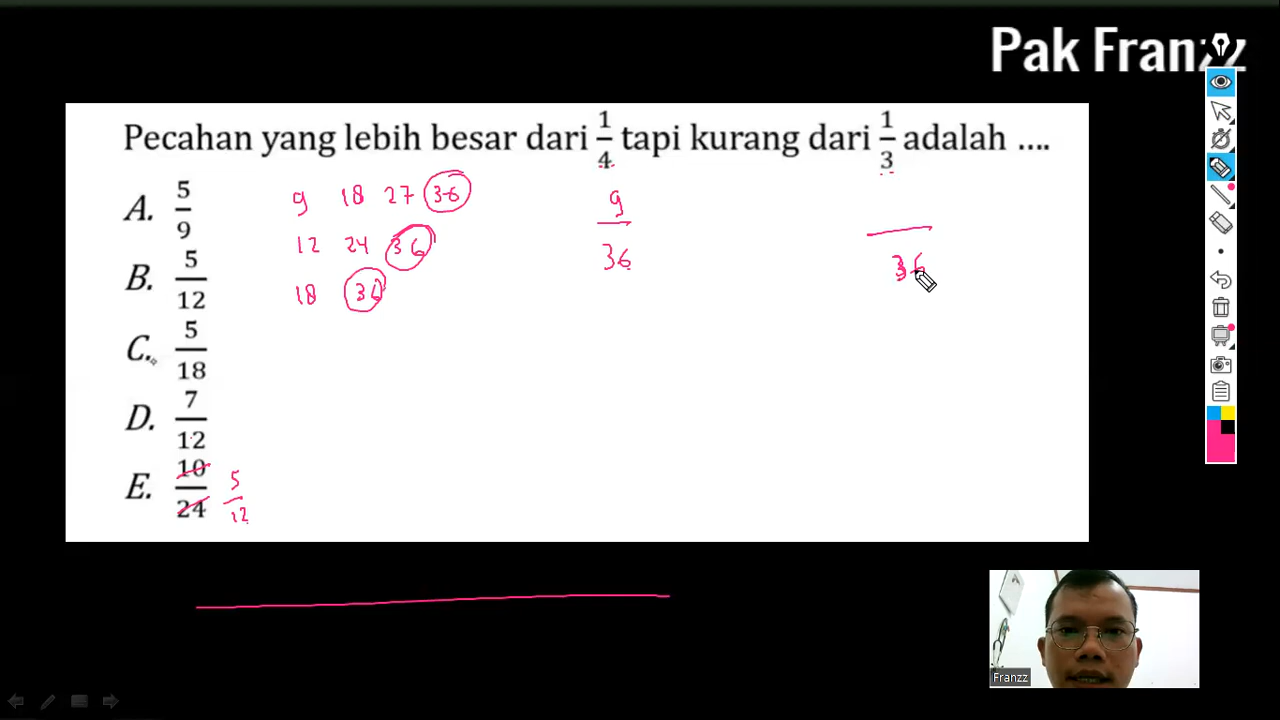 Pak Franzz
Pecahan yang lebih besar dari 1/4 tapi kurang dari 1/3 adalah ....
A. 5/9
B. 5/12
C. 5/18
D. 7/12
E. 10/24 5/12
9 18 27 36
12 24 36
18 36
9/36
36
Franzz